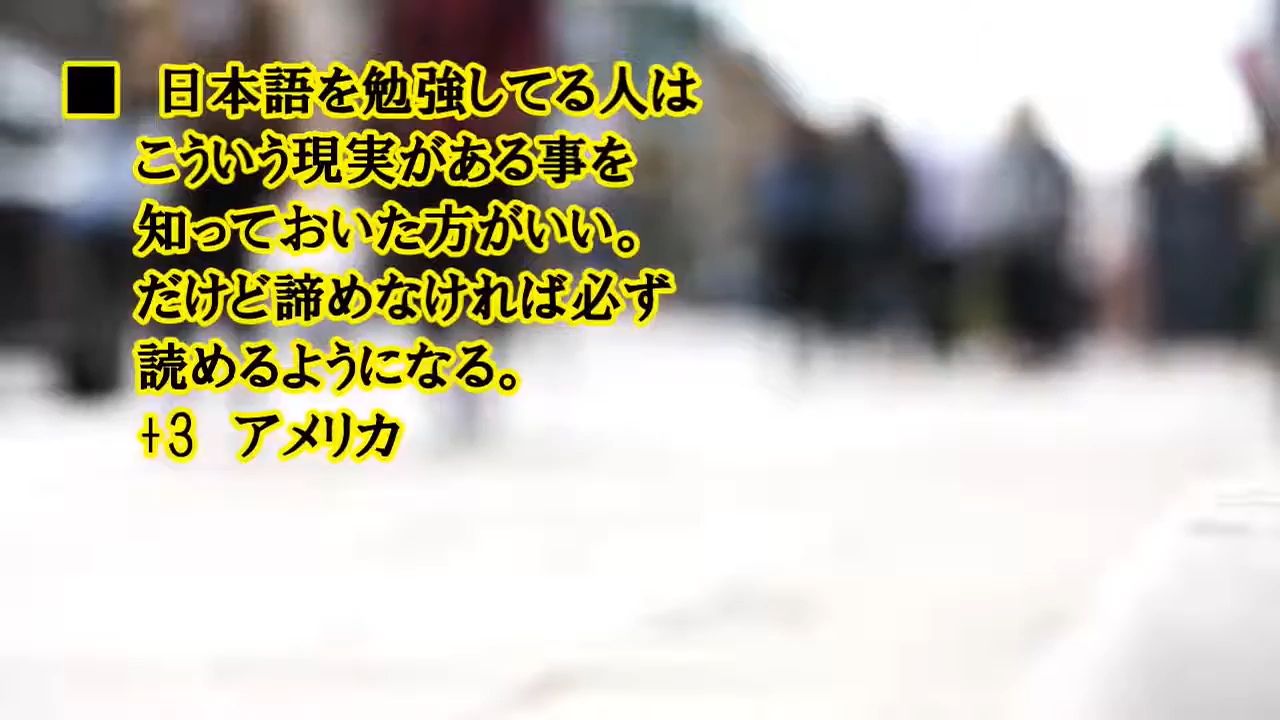 ■ 日本語を勉強してる人は
こういう現実がある事を
知っておいた方がいい。
だけど諦めなければ必ず
読めるようになる。
+3 アメリカ